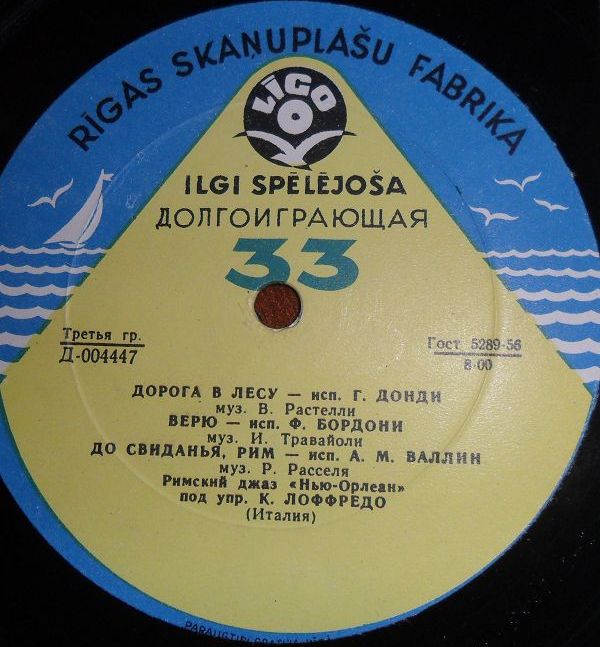 RĪGAS SKAŅUPLAŠU FABRIKA
LĪGO
ILGI SPĒLĒJOŠA
ДОЛГОИГРАЮЩАЯ
33
Третья гр.
Д-004447
Гост 5289-56
8-00
ДОРОГА В ЛЕСУ — исп. Г. ДОНДИ
муз. В. Растелли
ВЕРЮ — исп. Ф. БОРДОНИ
муз. И. Травайоли
ДО СВИДАНЬЯ, РИМ — исп. А. М. ВАЛЛИН
муз. Р. Расселя
Римский джаз «Нью-Орлеан»
под упр. К. ЛОФФРЕДО
(Италия)